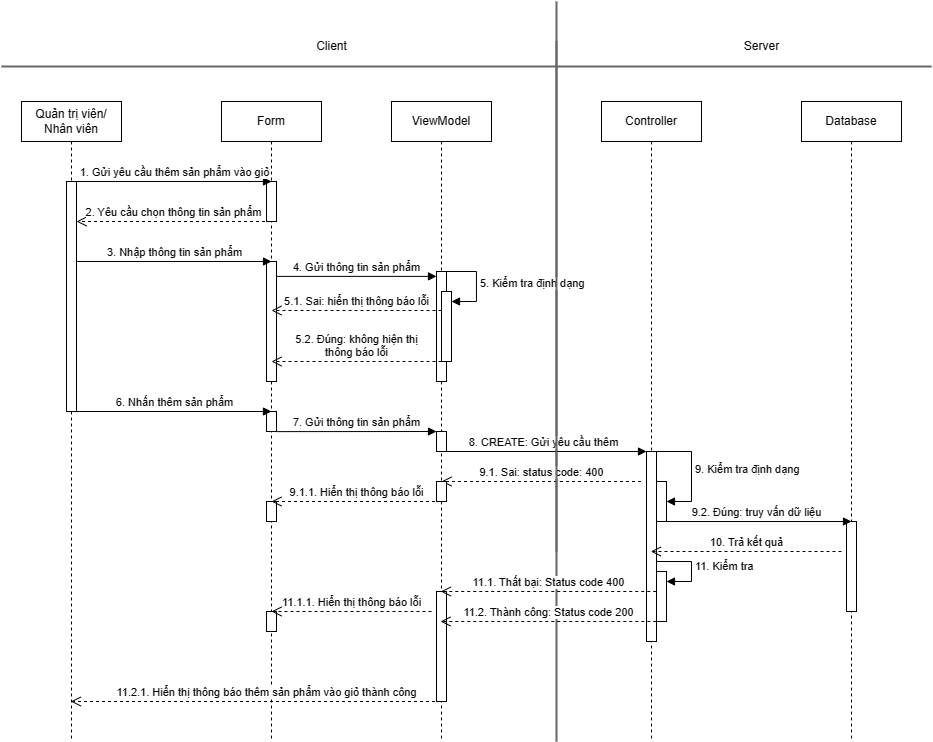 Client
Server
Quản trị viên/
Nhân viên
Form
ViewModel
Controller
Database
1. Gửi yêu cầu thêm sản phẩm vào giỏ
2. Yêu cầu chọn thông tin sản phẩm
3. Nhập thông tin sản phẩm
4. Gửi thông tin sản phẩm
5. Kiểm tra định dạng
5.1. Sai: hiển thị thông báo lỗi
5.2. Đúng: không hiện thị
thông báo lỗi
6. Nhấn thêm sản phẩm
7. Gửi thông tin sản phẩm
8. CREATE: Gửi yêu cầu thêm
9. Kiểm tra định dạng
9.1. Sai: status code: 400
9.1.1. Hiển thị thông báo lỗi
9.2. Đúng: truy vấn dữ liệu
10. Trả kết quả
11. Kiểm tra
11.1. Thất bại: Status code 400
11.1.1. Hiển thị thông báo lỗi
11.2. Thành công: Status code 200
11.2.1. Hiển thị thông báo thêm sản phẩm vào giỏ thành công